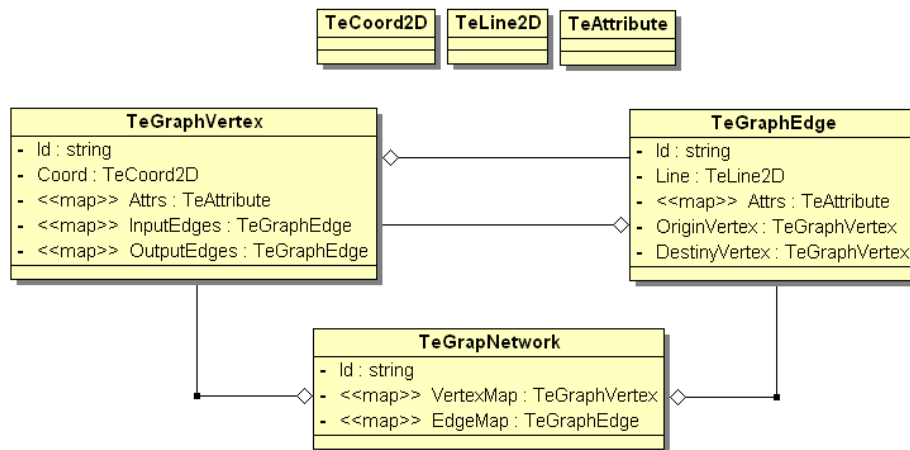 TeCoord2D
TeLine2D
TeAttribute
TeGraphVertex
- Id : string
- Coord : TeCoord2D
- <<map>> Attrs : TeAttribute
- <<map>> InputEdges : TeGraphEdge
- <<map>> OutputEdges : TeGraphEdge
TeGraphEdge
- Id : string
- Line : TeLine2D
- <<map>> Attrs : TeAttribute
- OriginVertex : TeGraphVertex
- DestinyVertex : TeGraphVertex
TeGrapNetwork
- Id : string
- <<map>> VertexMap : TeGraphVertex
- <<map>> EdgeMap : TeGraphEdge